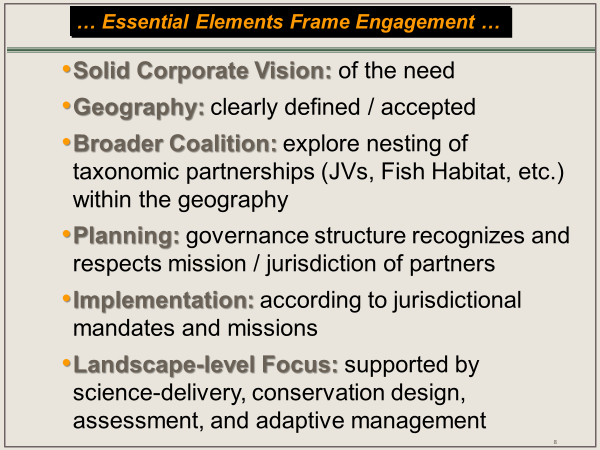 … Essential Elements Frame Engagement …
•Solid Corporate Vision: of the need
•Geography: clearly defined / accepted
•Broader Coalition: explore nesting of
taxonomic partnerships (JVs, Fish Habitat, etc.)
within the geography
•Planning: governance structure recognizes and
respects mission / jurisdiction of partners
•Implementation: according to jurisdictional
mandates and missions
•Landscape-level Focus: supported by
science-delivery, conservation design,
assessment, and adaptive management
8